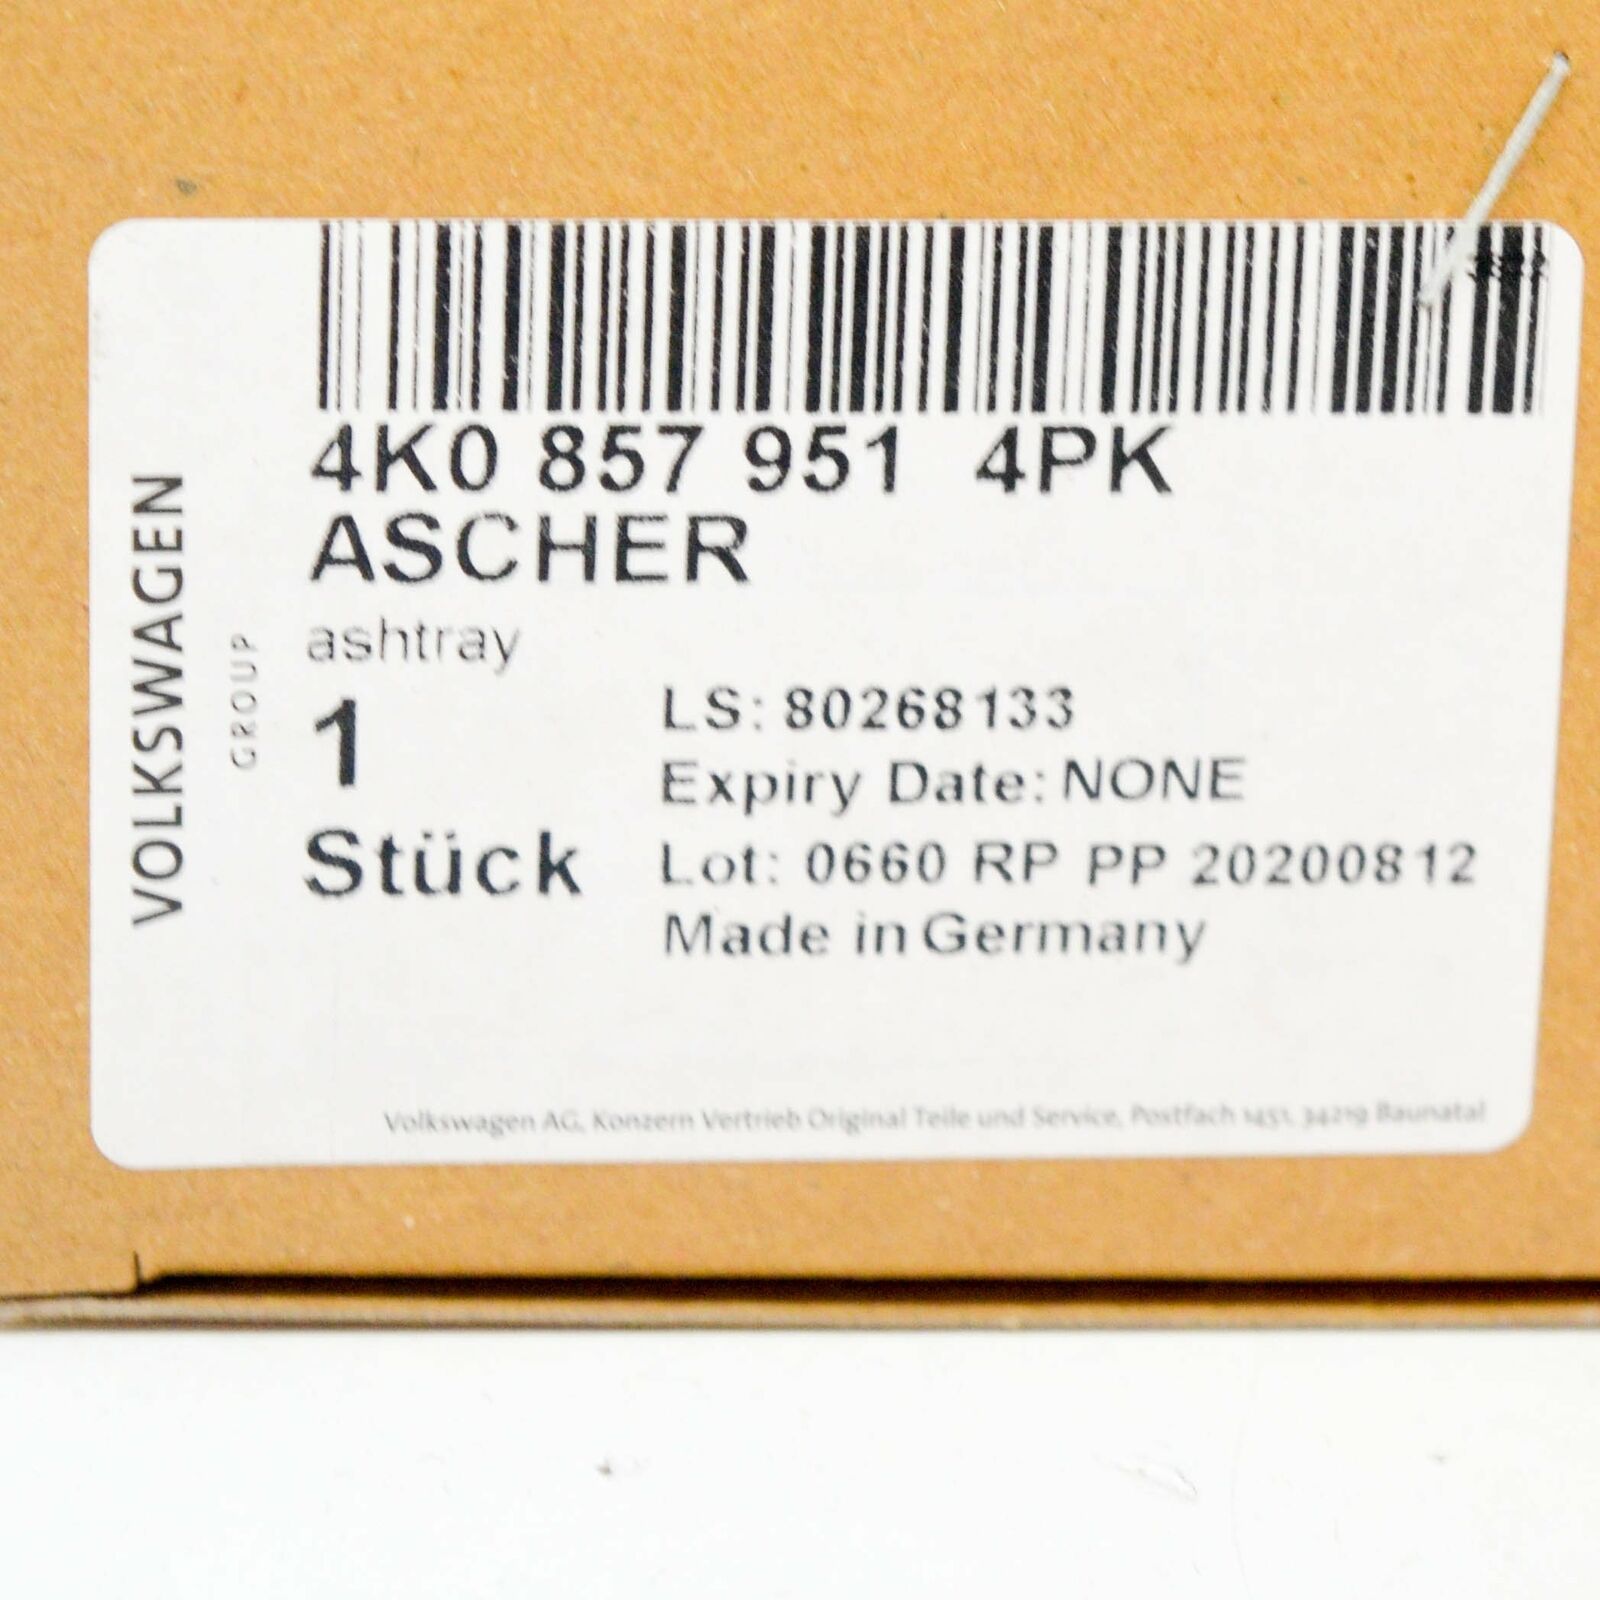 VOLKSWAGEN
GROUP
4K0 857 951 4PK
ASCHER
ashtray
1
Stück
LS: 80268133
Expiry Date: NONE
Lot: 0660 RP PP 20200812
Made in Germany
Volkswagen AG, Konzern Vertrieb Original Teile und Service, Postfach 1451, 34219 Baunatal